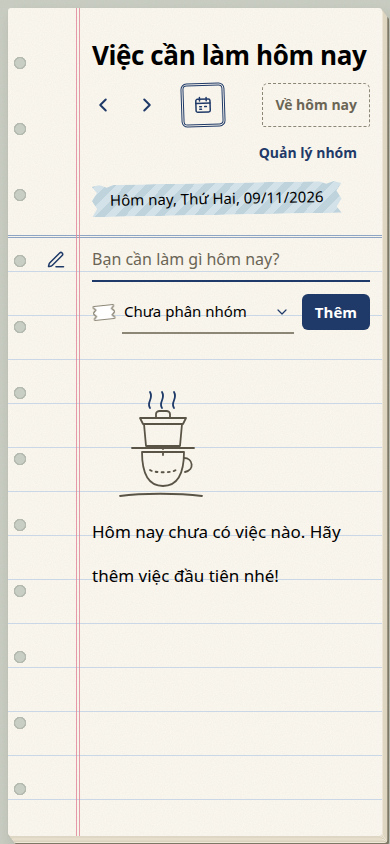 Việc cần làm hôm nay
Về hôm nay
Quản lý nhóm
Hôm nay, Thứ Hai, 09/11/2026
Bạn cần làm gì hôm nay?
Chưa phân nhóm
Thêm
Hôm nay chưa có việc nào. Hãy
thêm việc đầu tiên nhé!